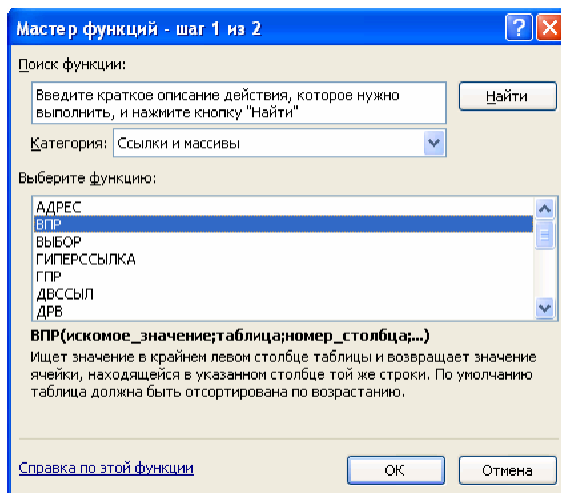 Мастер функций - шаг 1 из 2
Поиск функции:
Введите краткое описание действия, которое нужно
выполнить, и нажмите кнопку "Найти"
Найти
Категория: Ссылки и массивы
Выберите функцию:
АДРЕС
ВПР
ВЫБОР
ГИПЕРССЫЛКА
ГПР
ДВССЫЛ
ДРВ
ВПР(искомое_значение;таблица;номер_столбца;...)
Ищет значение в крайнем левом столбце таблицы и возвращает значение
ячейки, находящейся в указанном столбце той же строки. По умолчанию
таблица должна быть отсортирована по возрастанию.
Справка по этой функции
ОК
Отмена